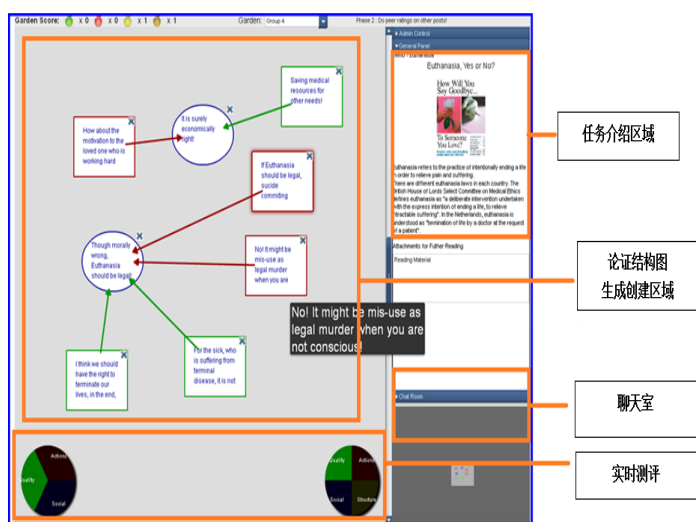 Garden Score: x 0 x 0 x 1 x 1 Garden: Group 4 Phase 2 : Do peer ratings on other posts!
Admin Control
General Panel
Euthanasia, Yes or No?
How Will You
Say Goodbye...
To Someone
You Love?
Euthanasia refers to the practice of intentionally ending a life
in order to relieve pain and suffering.
There are different euthanasia laws in each country. The
British House of Lords Select Committee on Medical Ethics
defines euthanasia as "a deliberate intervention undertaken
with the express intention of ending a life, to relieve
intractable suffering". In the Netherlands, euthanasia is
understood as "termination of life by a doctor at the request
of a patient".
Attachments for Futher Reading
Reading Material
Chat Room
Saving medical
resources for
other needs!
It is surely
economically
right!
How about the
motivation to the
loved one who is
working hard
If Euthanasia
should be legal,
suicide
commiting
Though morally
wrong,
Euthanasia
should be legal!
No! It might be
mis-use as
legal murder
when you are
No! It might be mis-use as
legal murder when you are
not conscious!
For the sick, who
is suffering from
terminal
disease, it is not
I think we should
have the right to
terminate our
lives, in the end,
Quality
Actions
Social
Quality
Actions
Social
Structure
任务介绍区域
论证结构图
生成创建区域
聊天室
实时测评